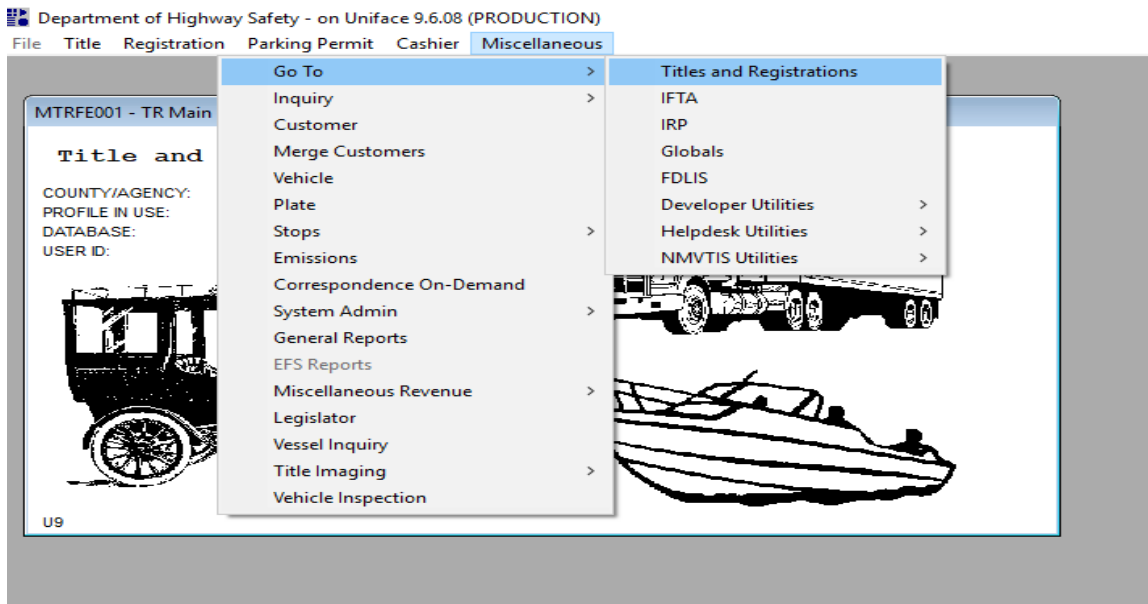 Department of Highway Safety - on Uniface 9.6.08 (PRODUCTION)
File Title Registration Parking Permit Cashier Miscellaneous
MTRFE001 - TR Main
Title and
COUNTY/AGENCY:
PROFILE IN USE:
DATABASE:
USER ID:
U9
Go To >
Inquiry >
Customer
Merge Customers
Vehicle
Plate
Stops >
Emissions
Correspondence On-Demand
System Admin >
General Reports
EFS Reports
Miscellaneous Revenue >
Legislator
Vessel Inquiry
Title Imaging >
Vehicle Inspection
Titles and Registrations
IFTA
IRP
Globals
FDLIS
Developer Utilities >
Helpdesk Utilities >
NMVTIS Utilities >